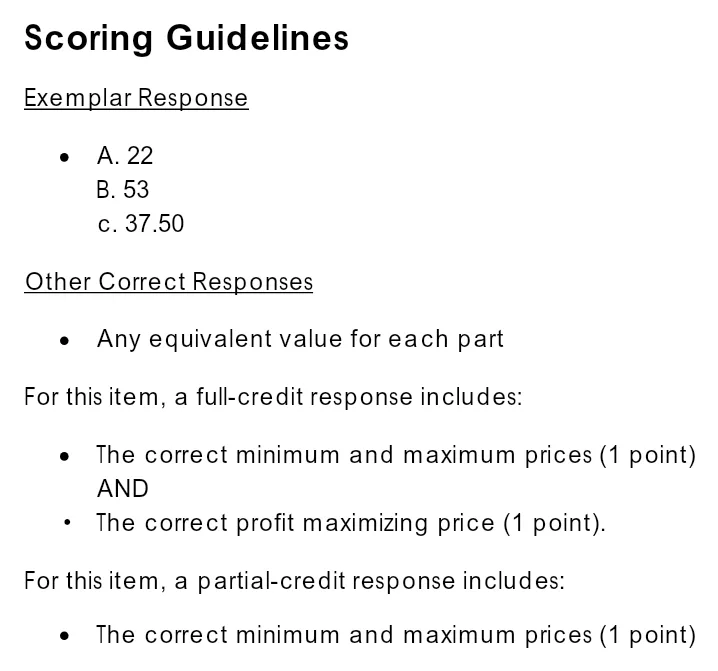 Scoring Guidelines
Exemplar Response
• A. 22
B. 53
c. 37.50
Other Correct Responses
• Any equivalent value for each part
For this item, a full-credit response includes:
• The correct minimum and maximum prices (1 point)
AND
• The correct profit maximizing price (1 point).
For this item, a partial-credit response includes:
• The correct minimum and maximum prices (1 point)